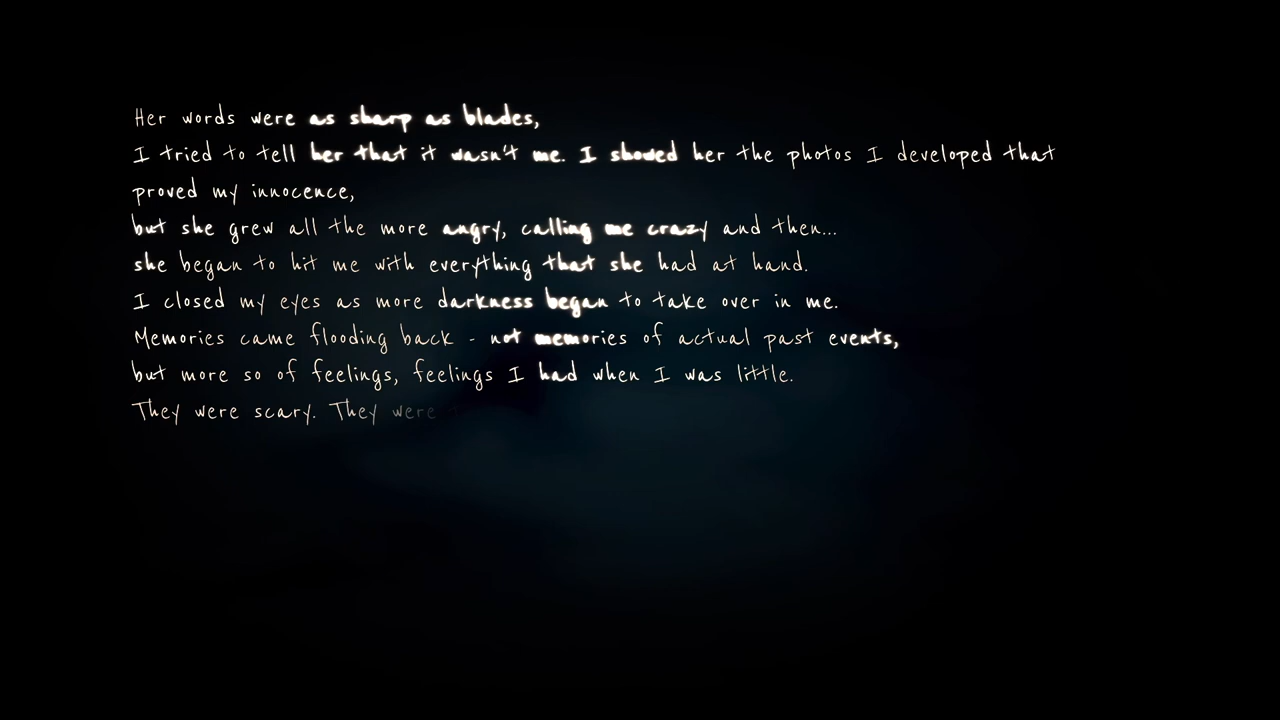 Her words were as sharp as blades,
I tried to tell her that it wasn't me. I showed her the photos I developed that
proved my innocence,
but she grew all the more angry, calling me crazy and then...
she began to hit me with everything that she had at hand.
I closed my eyes as more darkness began to take over in me.
Memories came flooding back - not memories of actual past events,
but more so of feelings, feelings I had when I was little.
They were scary. They were